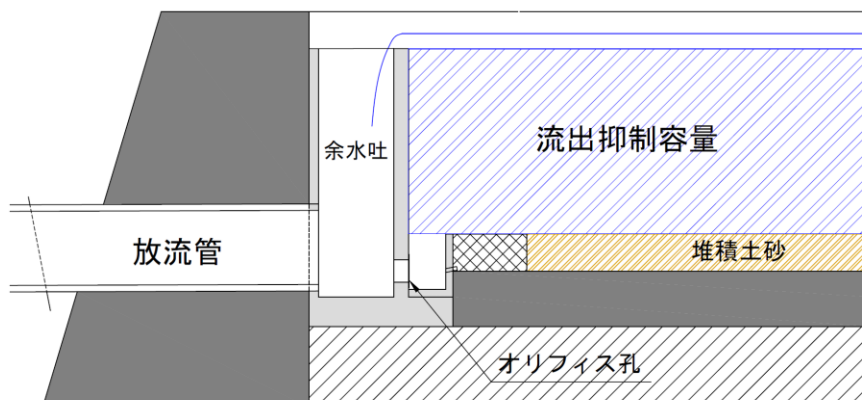 流出抑制容量
余水吐
放流管
堆積土砂
オリフィス孔